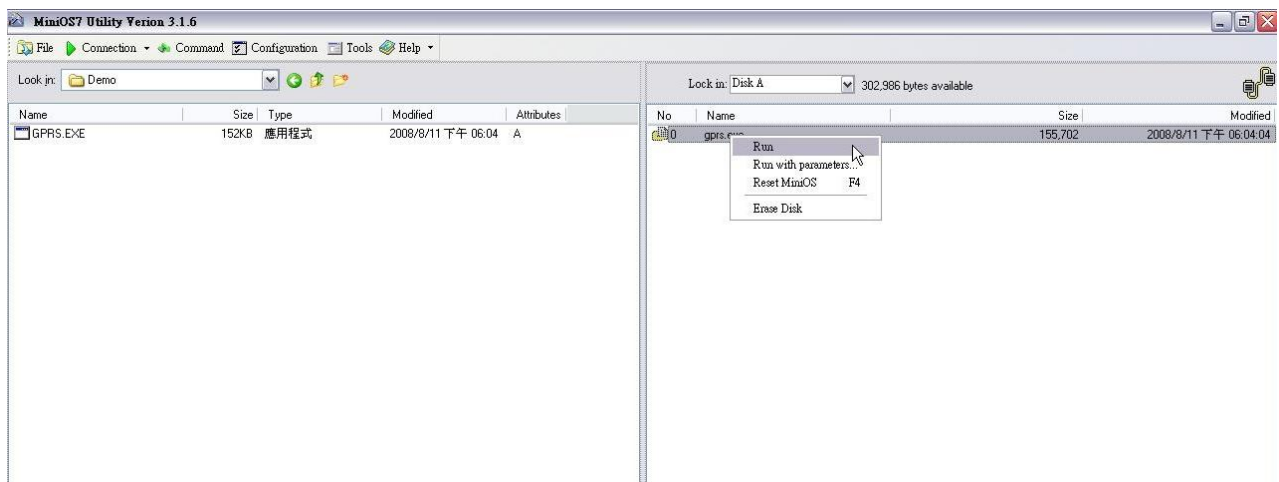 MiniOS7 Utility Verion 3.1.6
File Connection Command Configuration Tools Help
Look in: Demo
Name Size Type Modified Attributes
GPRS.EXE 152KB 應用程式 2008/8/11 下午 06:04 A
Lock in: Disk A 302,986 bytes available
No Name Size Modified
0 gprs.exe 155,702 2008/8/11 下午 06:04:04
Run
Run with parameters...
Reset MiniOS F4
Erase Disk